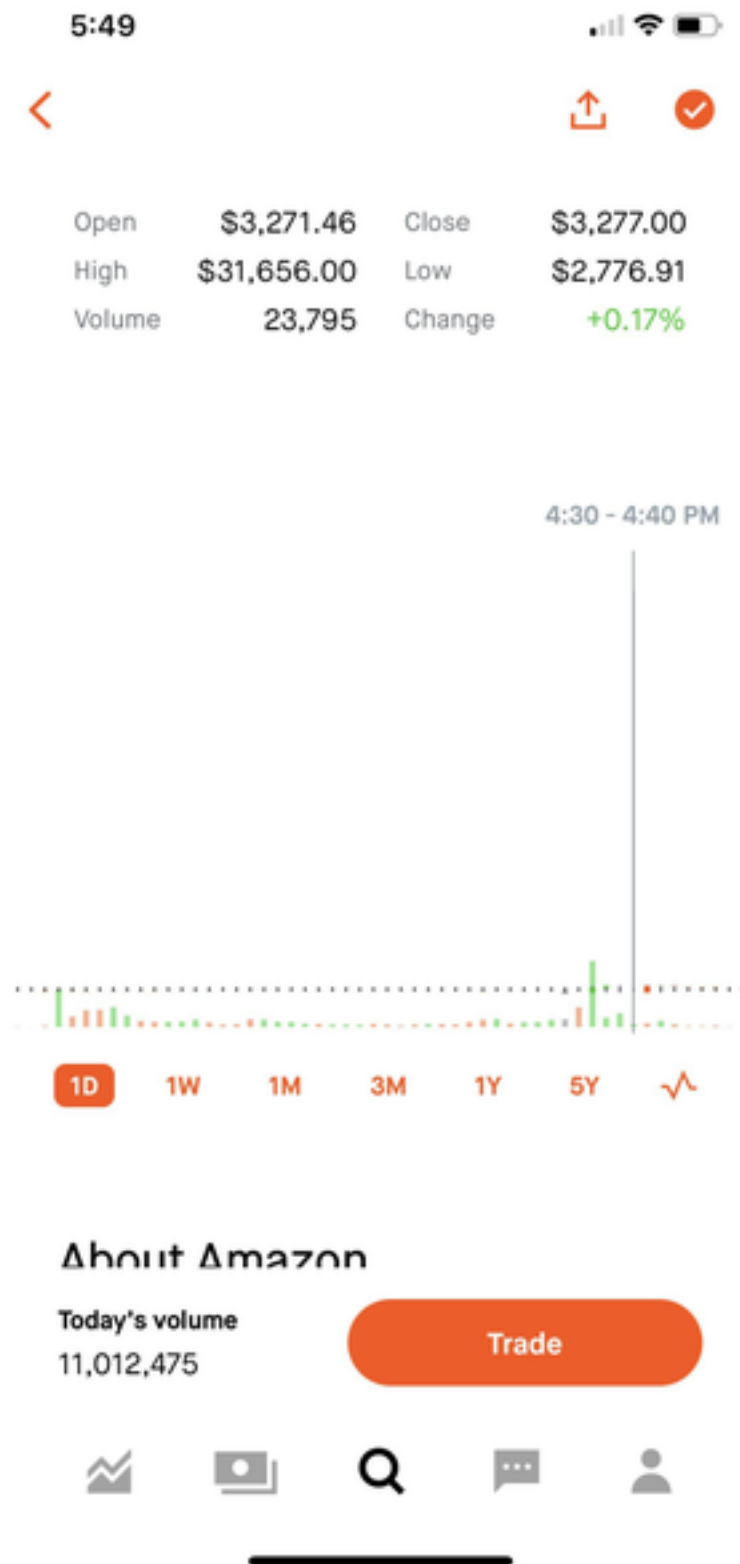 5:49
Open $3,271.46 Close $3,277.00
High $31,656.00 Low $2,776.91
Volume 23,795 Change +0.17%
4:30 - 4:40 PM
1D 1W 1M 3M 1Y 5Y
About Amazon
Today's volume
11,012,475
Trade